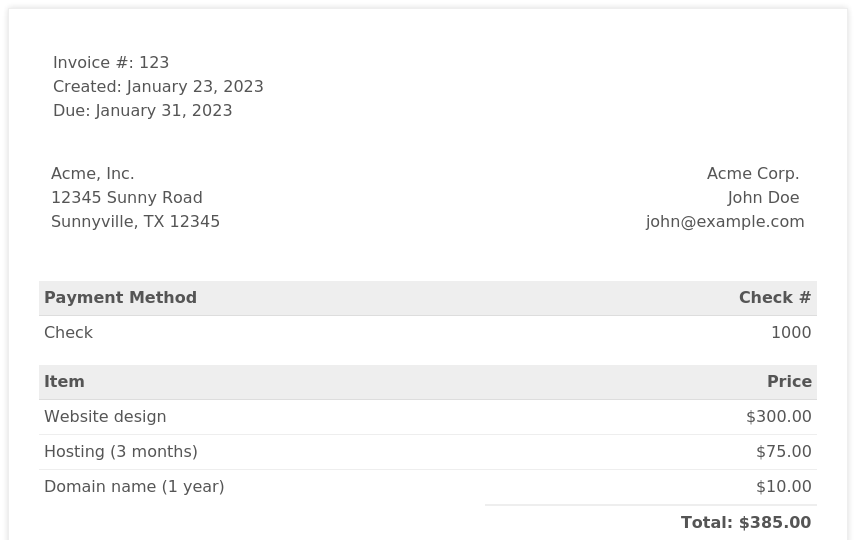 Invoice #: 123
Created: January 23, 2023
Due: January 31, 2023
Acme, Inc.
12345 Sunny Road
Sunnyville, TX 12345
Acme Corp.
John Doe
john@example.com
Payment Method Check #
Check 1000
Item Price
Website design $300.00
Hosting (3 months) $75.00
Domain name (1 year) $10.00
Total: $385.00